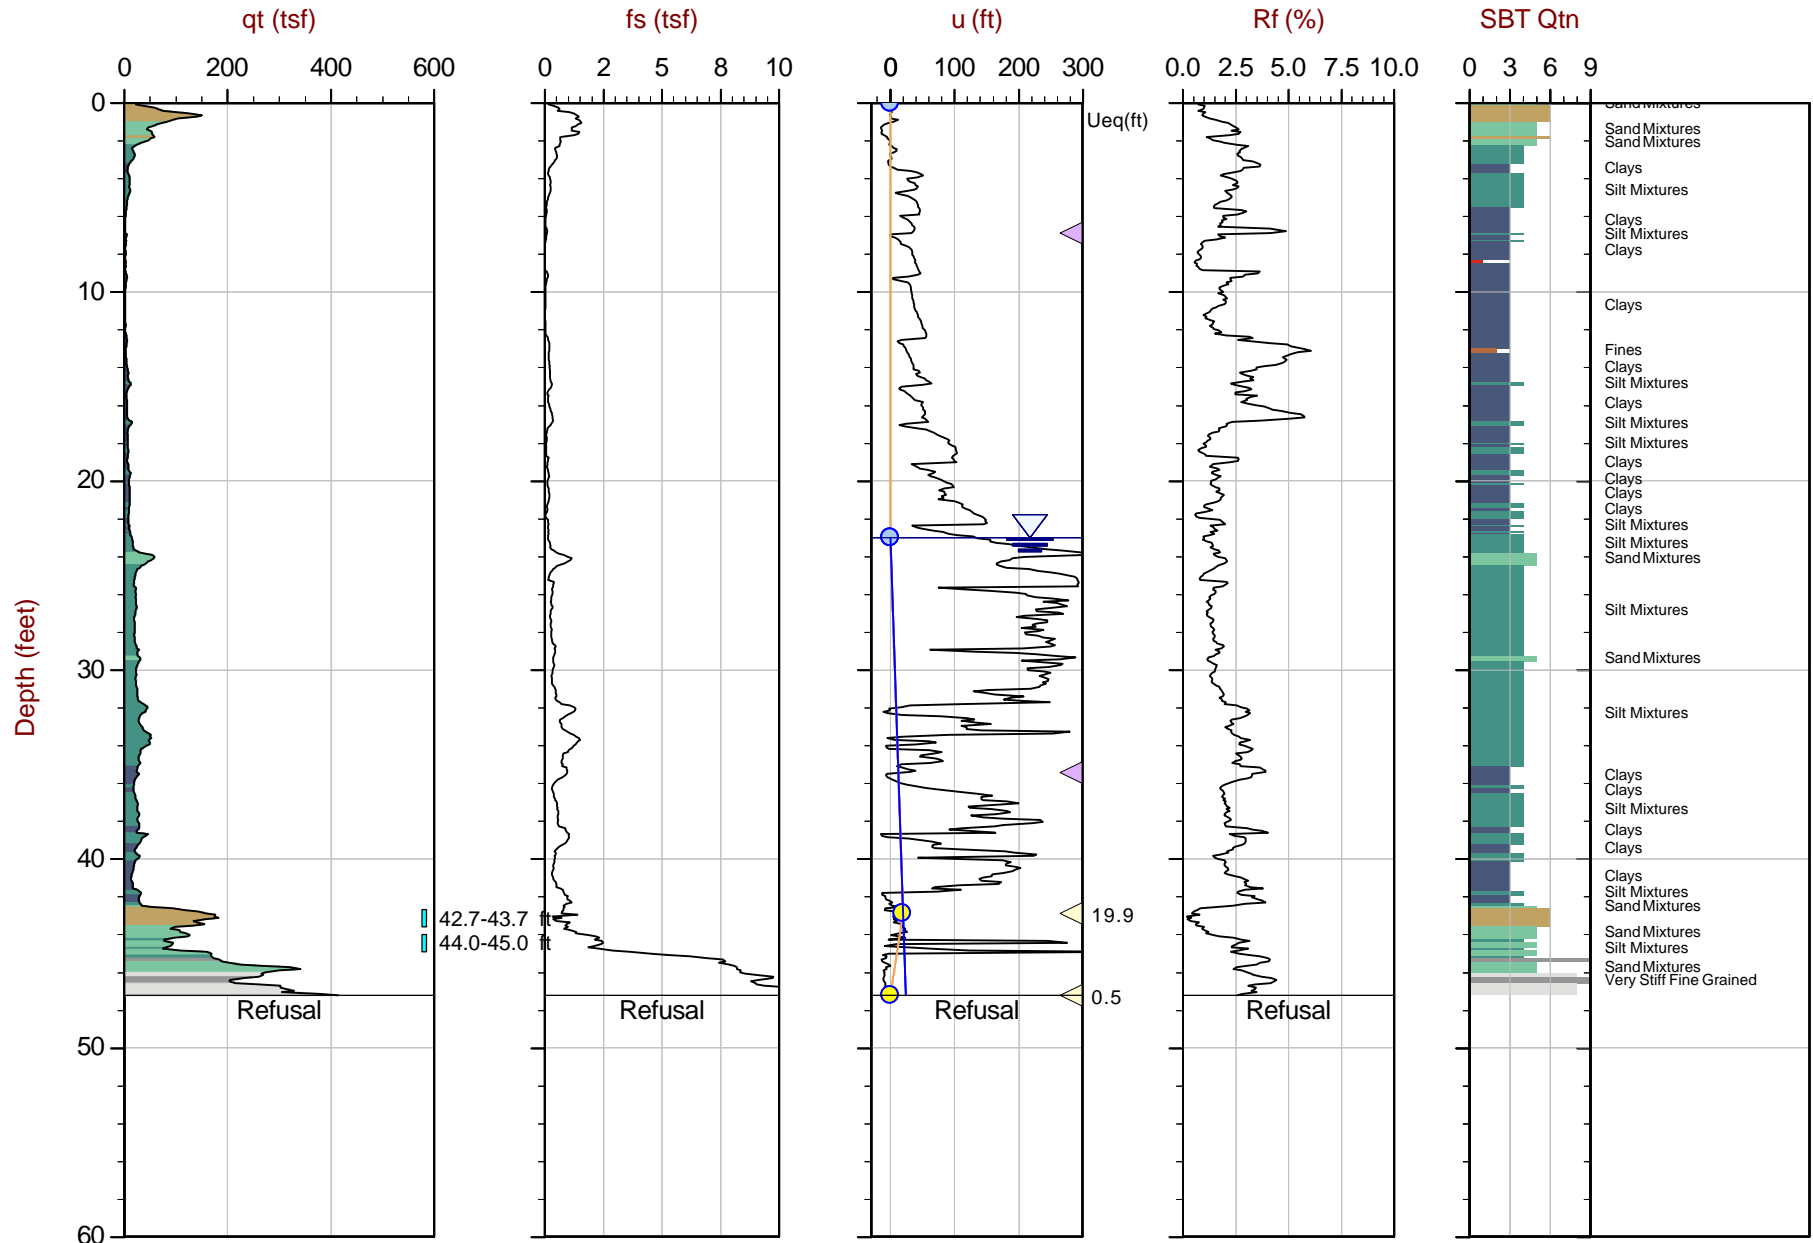 qt (tsf) fs (tsf) u (ft) Rf (%) SBT Qtn
0 200 400 600 0 2 5 8 10 0 100 200 300 0.0 2.5 5.0 7.5 10.0 0 3 6 9
0
Sand Mixtures
Ueq(ft)
Sand Mixtures
Sand Mixtures
Clays
Silt Mixtures
Clays
Silt Mixtures
Clays
10
Clays
Fines
Clays
Silt Mixtures
Clays
Silt Mixtures
Silt Mixtures
Clays
20
Clays
Clays
Clays
Silt Mixtures
Silt Mixtures
Sand Mixtures
Depth (feet)
Silt Mixtures
Sand Mixtures
30
Silt Mixtures
Clays
Clays
Silt Mixtures
Clays
Clays
40
Clays
Silt Mixtures
Sand Mixtures
42.7-43.7 ft 19.9
Sand Mixtures
44.0-45.0 ft
Silt Mixtures
Sand Mixtures
Very Stiff Fine Grained
0.5
Refusal Refusal Refusal Refusal
50
60